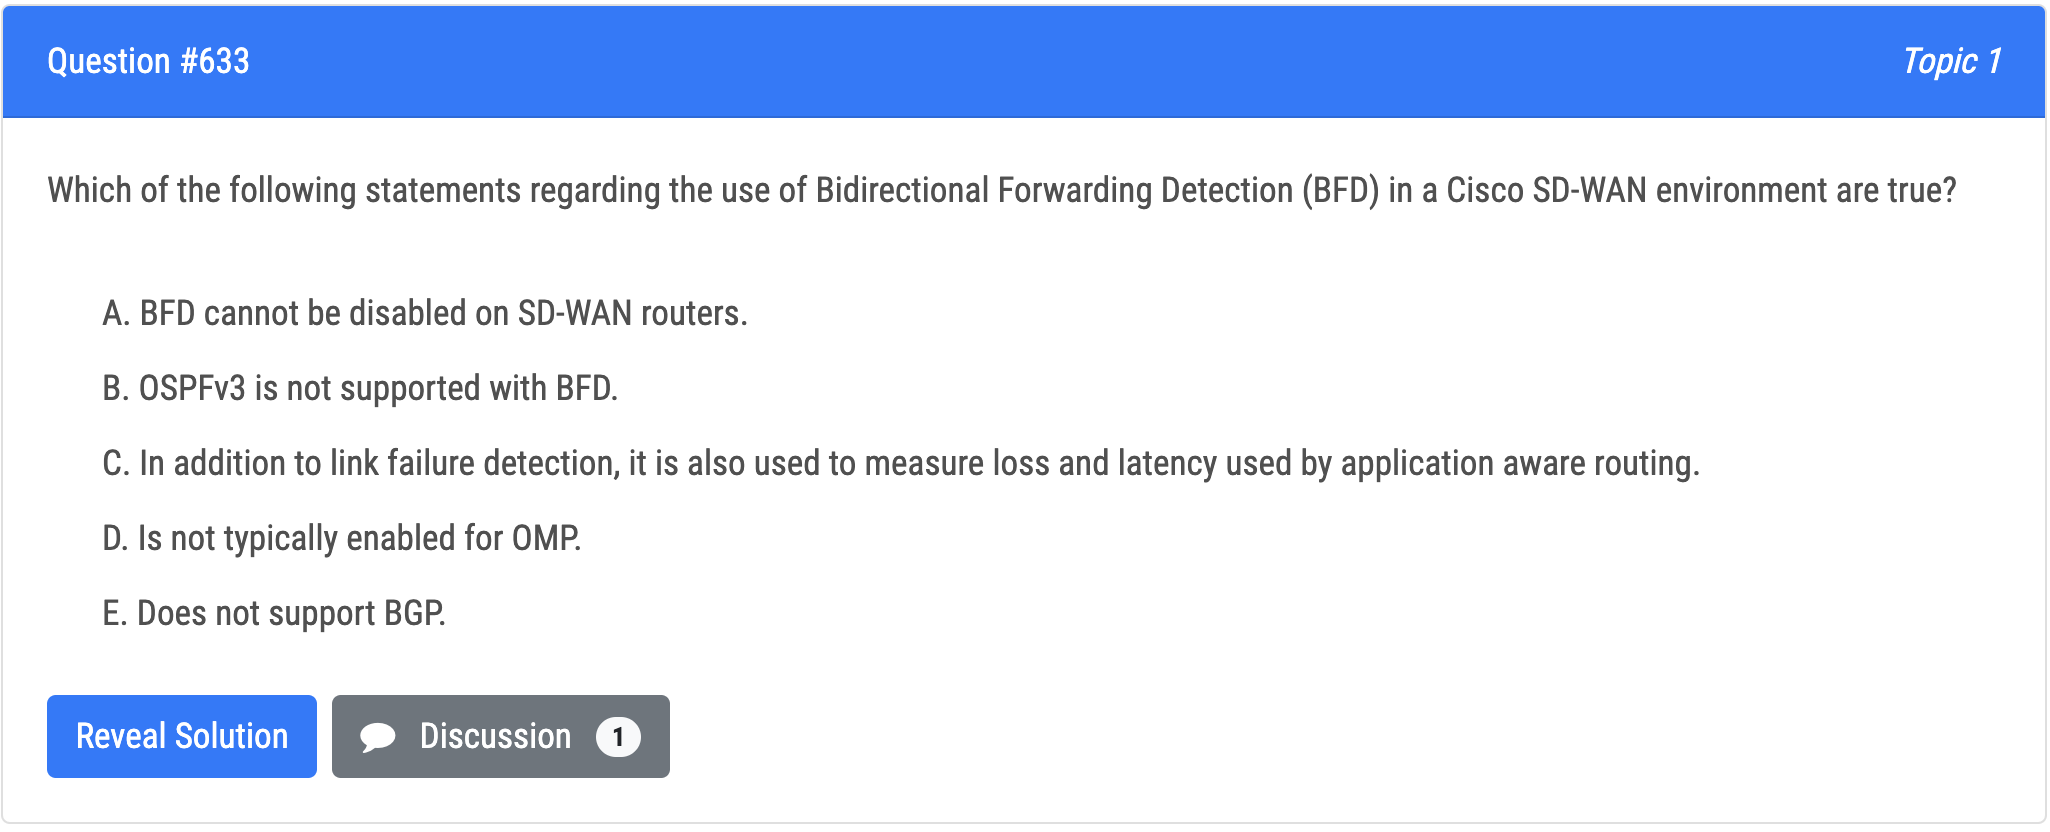 Question #633
Topic 1
Which of the following statements regarding the use of Bidirectional Forwarding Detection (BFD) in a Cisco SD-WAN environment are true?
A. BFD cannot be disabled on SD-WAN routers.
B. OSPFv3 is not supported with BFD.
C. In addition to link failure detection, it is also used to measure loss and latency used by application aware routing.
D. Is not typically enabled for OMP.
E. Does not support BGP.
Reveal Solution
Discussion 1